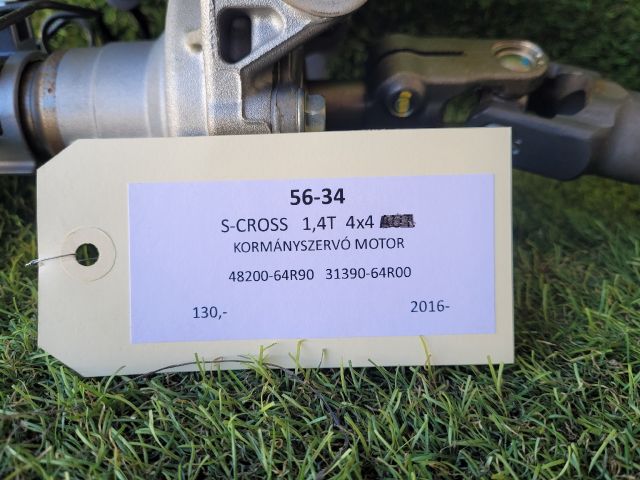 56-34
S-CROSS 1,4T 4x4
KORMÁNYSZERVÓ MOTOR
48200-64R90 31390-64R00
130,- 2016-